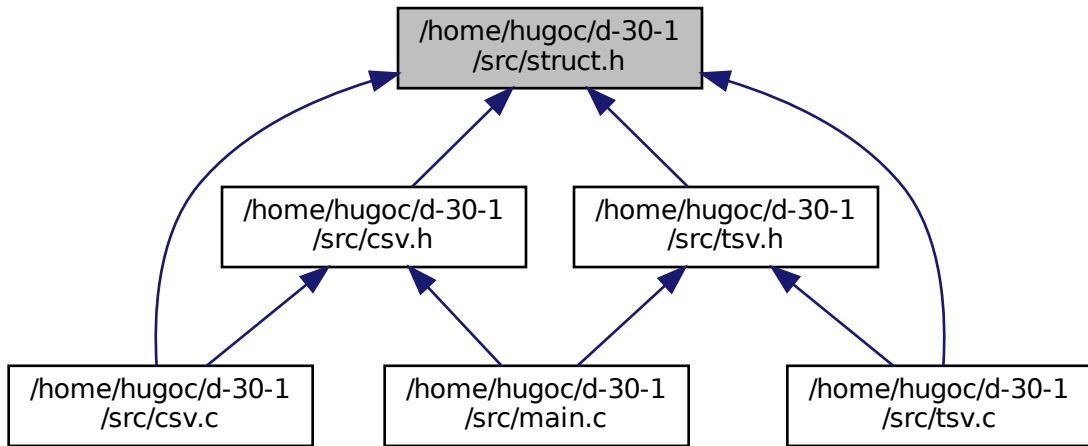 /home/hugoc/d-30-1
/src/struct.h
/home/hugoc/d-30-1
/src/csv.h
/home/hugoc/d-30-1
/src/tsv.h
/home/hugoc/d-30-1
/src/csv.c
/home/hugoc/d-30-1
/src/main.c
/home/hugoc/d-30-1
/src/tsv.c